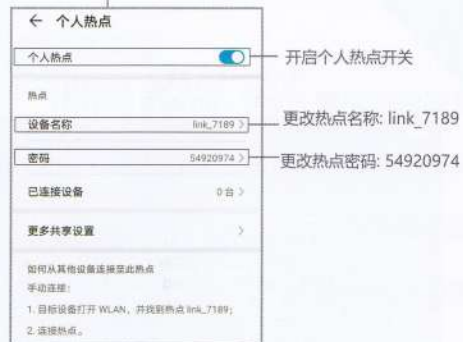 ← 个人热点
个人热点
开启个人热点开关
热点
设备名称 link_7189 >
更改热点名称: link_7189
密码 54920974 >
更改热点密码: 54920974
已连接设备 0 台 >
更多共享设置 >
如何从其他设备连接至此热点
手动连接:
1. 目标设备打开 WLAN，并找到热点 link_7189;
2. 连接热点。